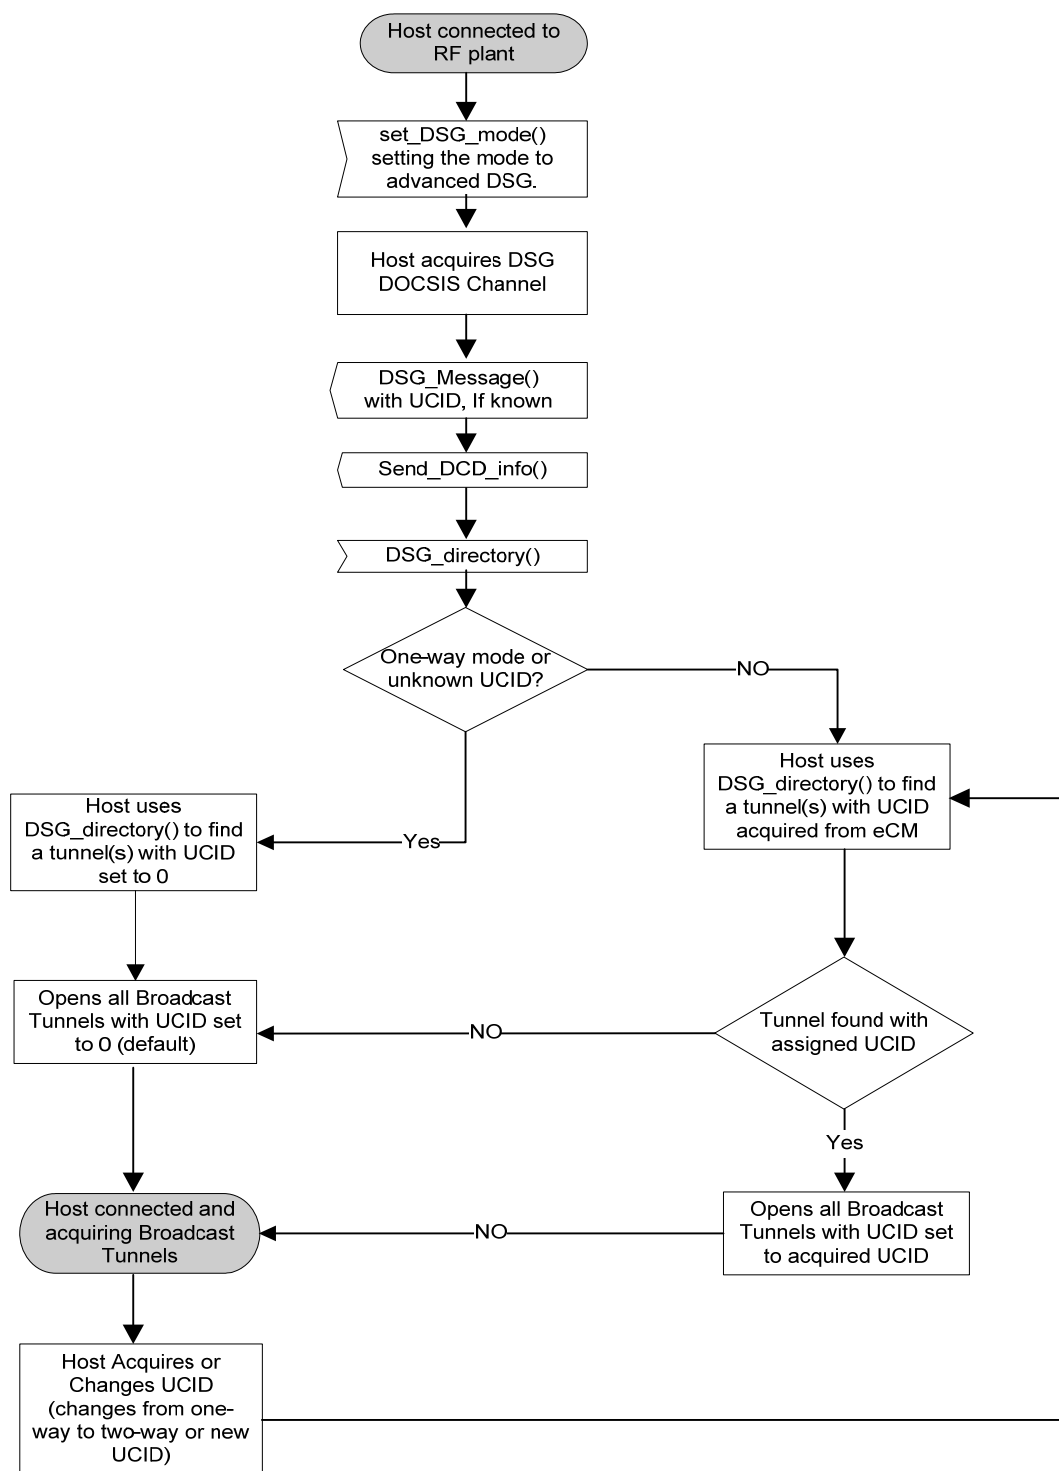 Host connected to
RF plant
set_DSG_mode()
setting the mode to
advanced DSG.
Host acquires DSG
DOCSIS Channel
DSG_Message()
with UCID, If known
Send_DCD_info()
DSG_directory()
One-way mode or
unknown UCID?
NO
Host uses
DSG_directory() to find
a tunnel(s) with UCID
acquired from eCM
Yes
Host uses
DSG_directory() to find
a tunnel(s) with UCID
set to 0
Opens all Broadcast
Tunnels with UCID set
to 0 (default)
NO
Tunnel found with
assigned UCID
Yes
Host connected and
acquiring Broadcast
Tunnels
NO
Opens all Broadcast
Tunnels with UCID set
to acquired UCID
Host Acquires or
Changes UCID
(changes from one-
way to two-way or new
UCID)